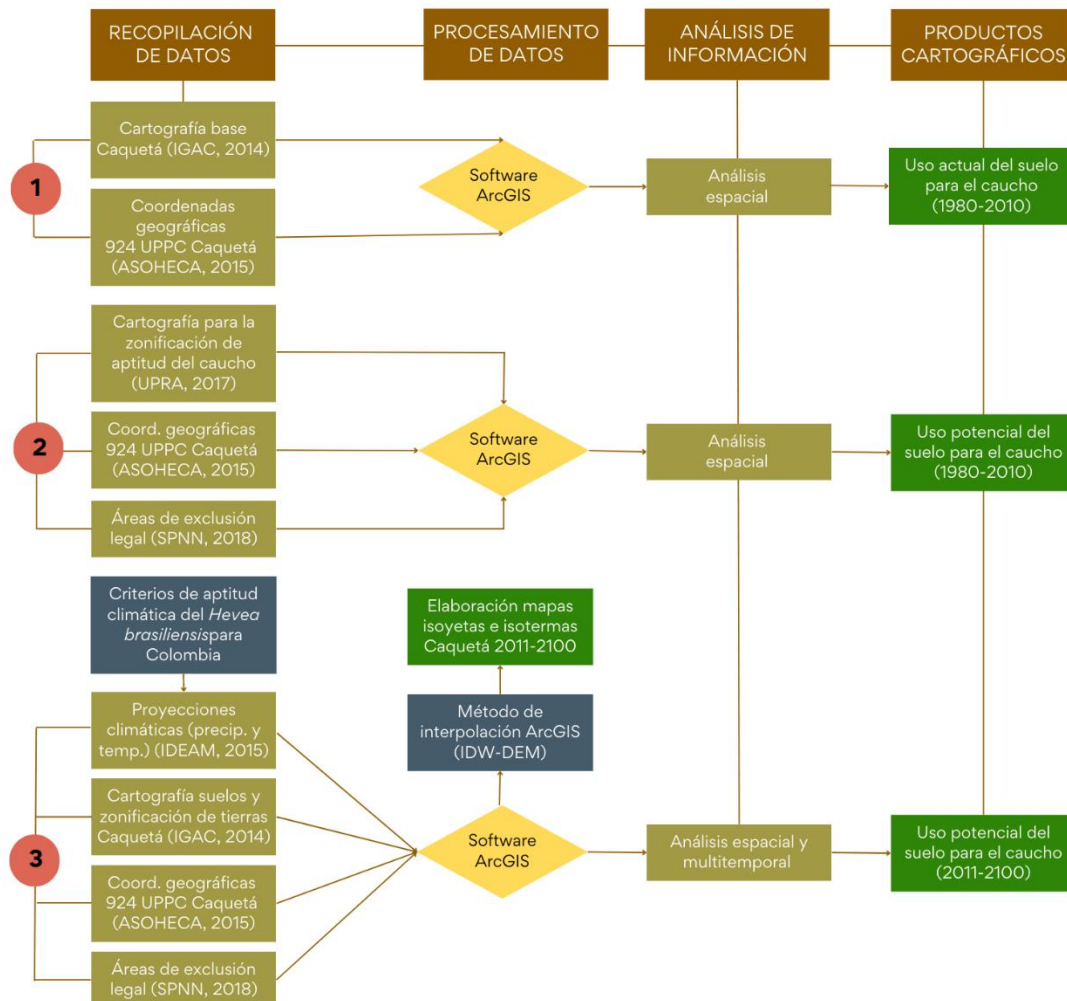 RECOPILACIÓN
DE DATOS
PROCESAMIENTO
DE DATOS
ANÁLISIS DE
INFORMACIÓN
PRODUCTOS
CARTOGRÁFICOS
1
Cartografía base
Caquetá (IGAC, 2014)
Coordenadas
geográficas
924 UPPC Caquetá
(ASOHECA, 2015)
Software
ArcGIS
Análisis
espacial
Uso actual del suelo
para el caucho
(1980-2010)
2
Cartografía para la
zonificación de
aptitud del caucho
(UPRA, 2017)
Coord. geográficas
924 UPPC Caquetá
(ASOHECA, 2015)
Áreas de exclusión
legal (SPNN, 2018)
Software
ArcGIS
Análisis
espacial
Uso potencial del
suelo para el caucho
(1980-2010)
Criterios de aptitud
climática del Hevea
brasiliensispara
Colombia
3
Proyecciones
climáticas (precip. y
temp.) (IDEAM, 2015)
Cartografía suelos y
zonificación de tierras
Caquetá (IGAC, 2014)
Coord. geográficas
924 UPPC Caquetá
(ASOHECA, 2015)
Áreas de exclusión
legal (SPNN, 2018)
Elaboración mapas
isoyetas e isotermas
Caquetá 2011-2100
Método de
interpolación ArcGIS
(IDW-DEM)
Software
ArcGIS
Análisis espacial y
multitemporal
Uso potencial del
suelo para el caucho
(2011-2100)